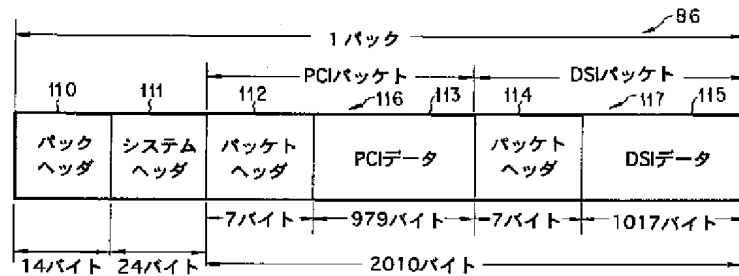 86
1パック
PCIパケット
DSIパケット
110
111
112
116
113
114
117
115
パック
ヘッダ
システム
ヘッダ
パケット
ヘッダ
PCIデータ
パケット
ヘッダ
DSIデータ
7バイト
979バイト
7バイト
1017バイト
14バイト
24バイト
2010バイト